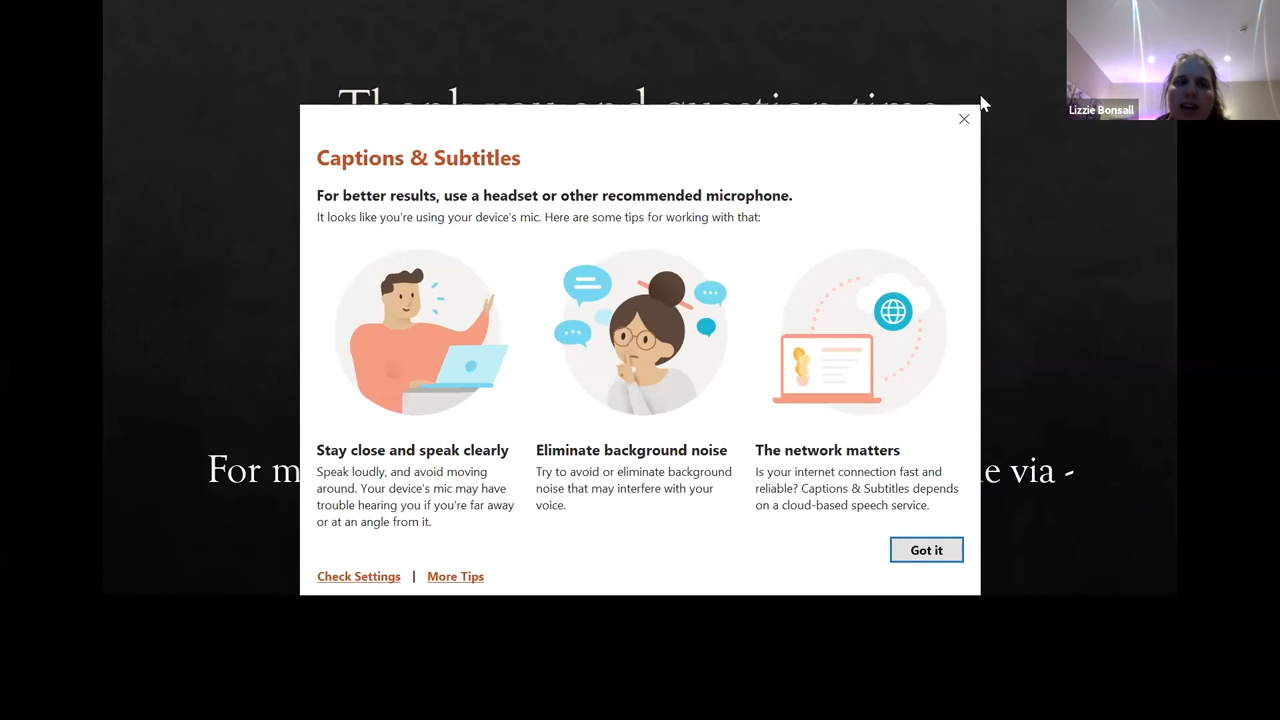 Thank you and question time
Lizzie Bonsall
Captions & Subtitles
For better results, use a headset or other recommended microphone.
It looks like you're using your device's mic. Here are some tips for working with that:
Stay close and speak clearly
Speak loudly, and avoid moving
around. Your device's mic may have
trouble hearing you if you're far away
or at an angle from it.
Eliminate background noise
Try to avoid or eliminate background
noise that may interfere with your
voice.
The network matters
Is your internet connection fast and
reliable? Captions & Subtitles depends
on a cloud-based speech service.
For m
e via -
Got it
Check Settings | More Tips